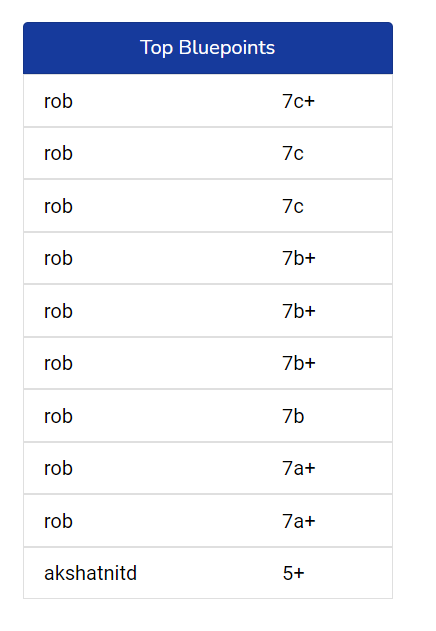 Top Bluepoints
rob 7c+
rob 7c
rob 7c
rob 7b+
rob 7b+
rob 7b+
rob 7b
rob 7a+
rob 7a+
akshatnitd 5+